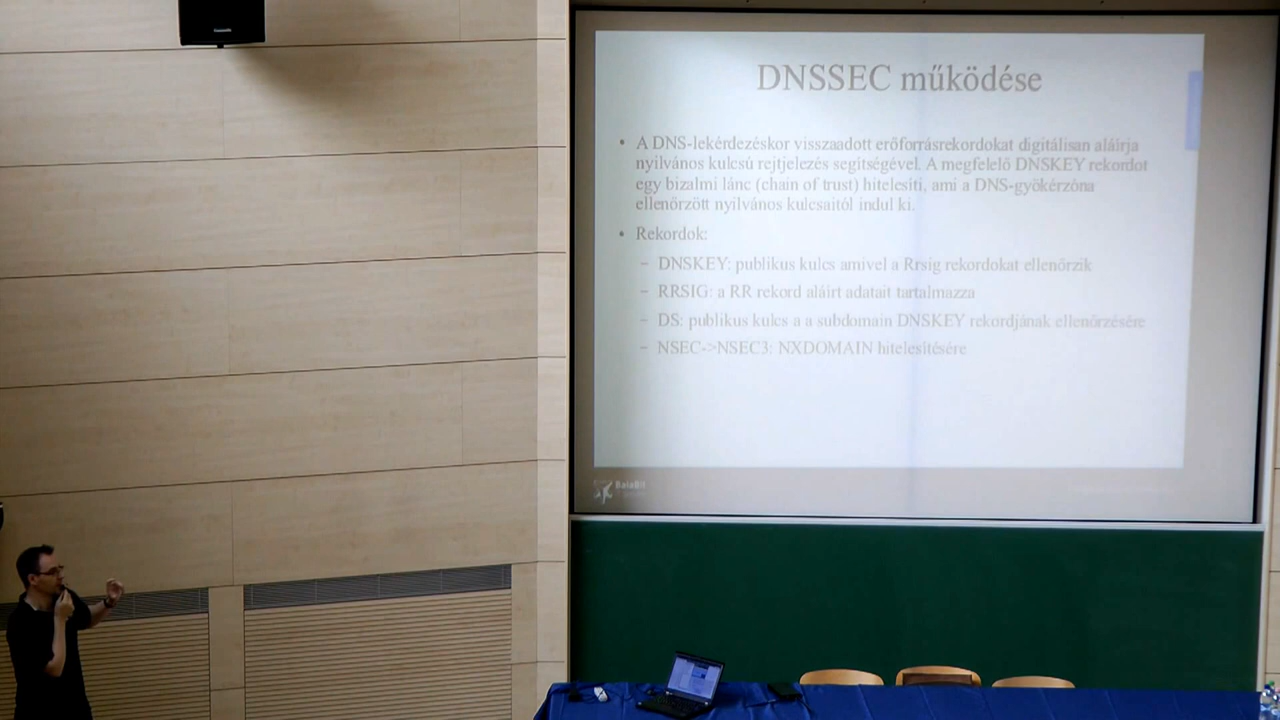 DNSSEC működése
• A DNS-lekérdezéskor visszaadott erőforrásrekordokat digitálisan aláírja
nyilvános kulcsú rejtjelezés segítségével. A megfelelő DNSKEY rekordot
egy bizalmi lánc (chain of trust) hitelesíti, ami a DNS-gyökérzóna
ellenőrzött nyilvános kulcsaitól indul ki.
• Rekordok:
– DNSKEY: publikus kulcs amivel a Rrsig rekordokat ellenőrzik
– RRSIG: a RR rekord aláírt adatait tartalmazza
– DS: publikus kulcs a a subdomain DNSKEY rekordjának ellenőrzésére
– NSEC->NSEC3: NXDOMAIN hitelesítésére
BalaBit